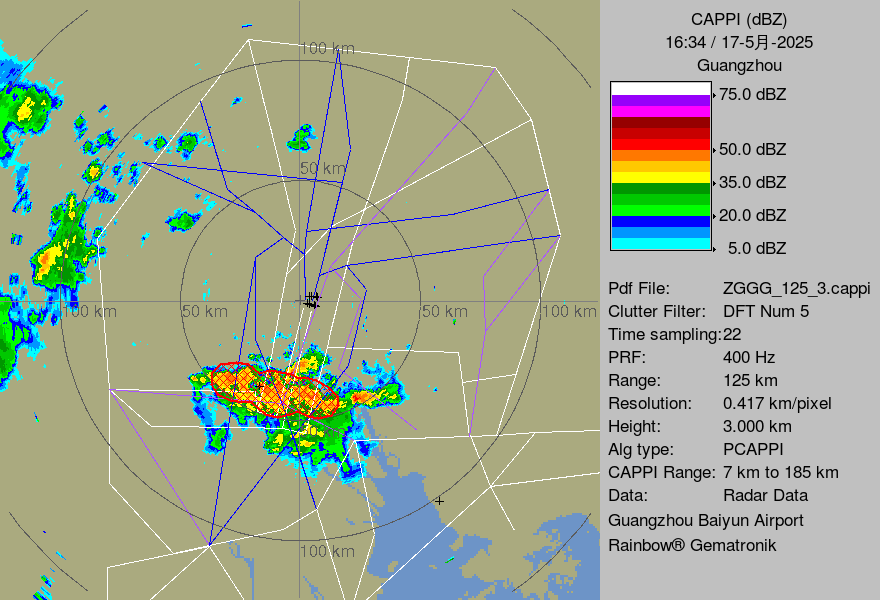 CAPPI (dBZ)
16:34 / 17-5月-2025
Guangzhou
75.0 dBZ
50.0 dBZ
35.0 dBZ
20.0 dBZ
5.0 dBZ
Pdf File: ZGGG_125_3.cappi
Clutter Filter: DFT Num 5
Time sampling:22
PRF: 400 Hz
Range: 125 km
Resolution: 0.417 km/pixel
Height: 3.000 km
Alg type: PCAPPI
CAPPI Range: 7 km to 185 km
Data: Radar Data
Guangzhou Baiyun Airport
Rainbow® Gematronik
100 km
50 km
100 km
50 km
50 km
100 km
km
100 km